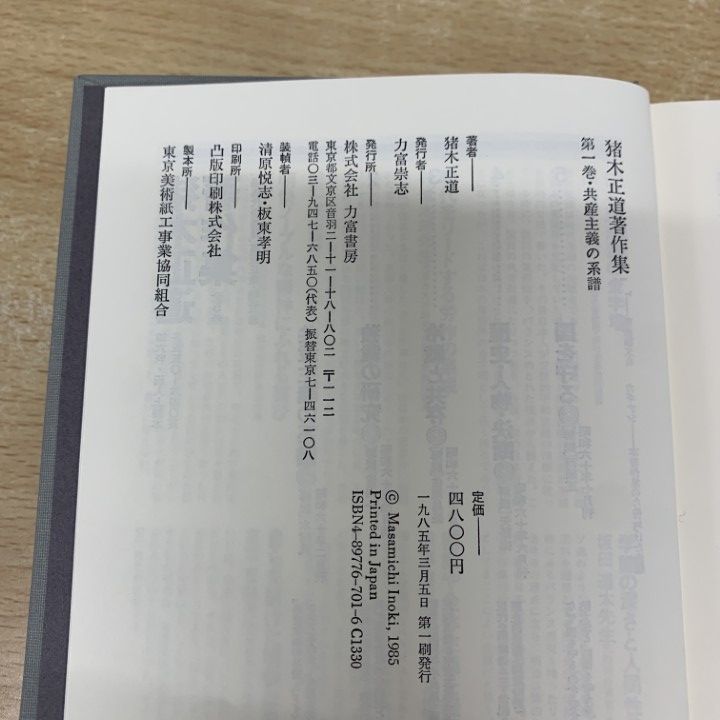 猪木正道著作集
第一巻・共産主義の系譜
著者──
猪木正道
発行者──
力富崇志
発行所──
株式会社 力富書房
東京都文京区音羽二─十一─十八─八〇二 〒一一二
電話〇三─九四七─六八五〇(代表) 振替東京七─四六一〇八
装幀者──
清原悦志・板東孝明
印刷所──
凸版印刷株式会社
製本所──
東京美術紙工事業協同組合
定価──
四八〇〇円
一九八五年三月五日 第一刷発行
© Masamichi Inoki, 1985
Printed in Japan
ISBN4-89776-701-6 C1330